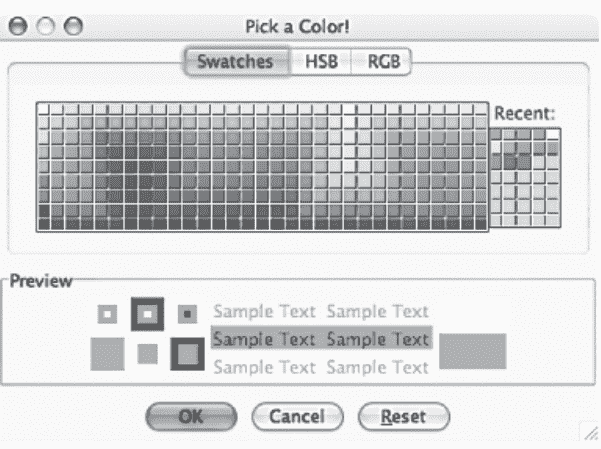 Pick a Color!
Swatches HSB RGB
Recent:
Preview
Sample Text Sample Text
Sample Text Sample Text
Sample Text Sample Text
OK Cancel Reset